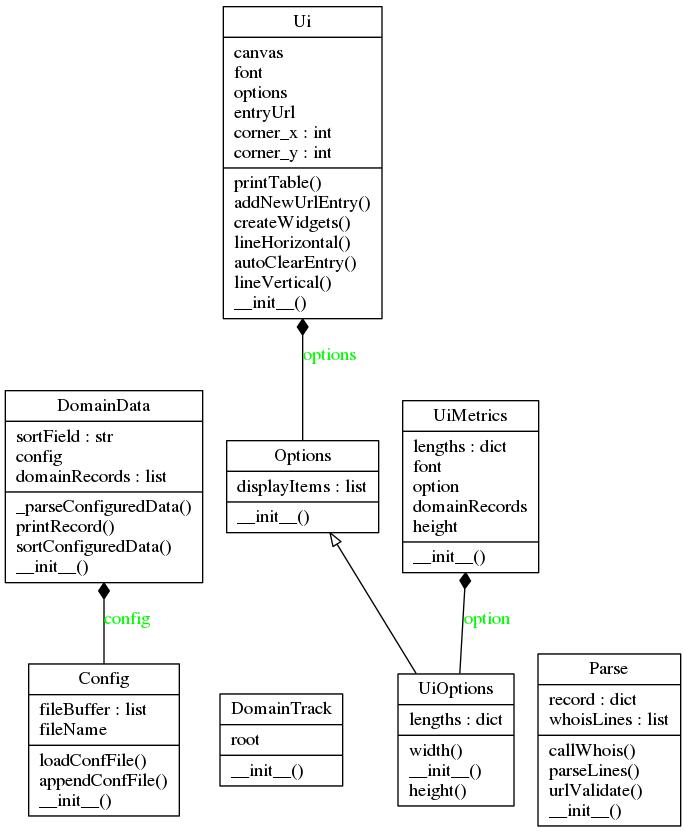 Ui
canvas
font
options
entryUrl
corner_x : int
corner_y : int
printTable()
addNewUrlEntry()
createWidgets()
lineHorizontal()
autoClearEntry()
lineVertical()
__init__()
options
DomainData
sortField : str
config
domainRecords : list
_parseConfiguredData()
printRecord()
sortConfiguredData()
__init__()
Options
displayItems : list
__init__()
UiMetrics
lengths : dict
font
option
domainRecords
height
__init__()
config
option
Config
fileBuffer : list
fileName
loadConfFile()
appendConfFile()
__init__()
DomainTrack
root
__init__()
UiOptions
lengths : dict
width()
__init__()
height()
Parse
record : dict
whoisLines : list
callWhois()
parseLines()
urlValidate()
__init__()